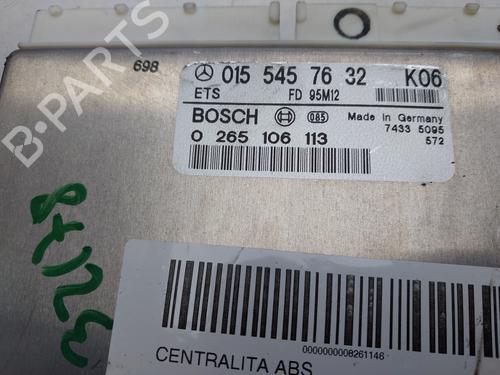 698
015 545 76 32 K06
ETS FD 95M12
BOSCH 085 Made in Germany
0 265 106 113 7433 5095
572
0000000008261146
CENTRALITA ABS
B-PARTS